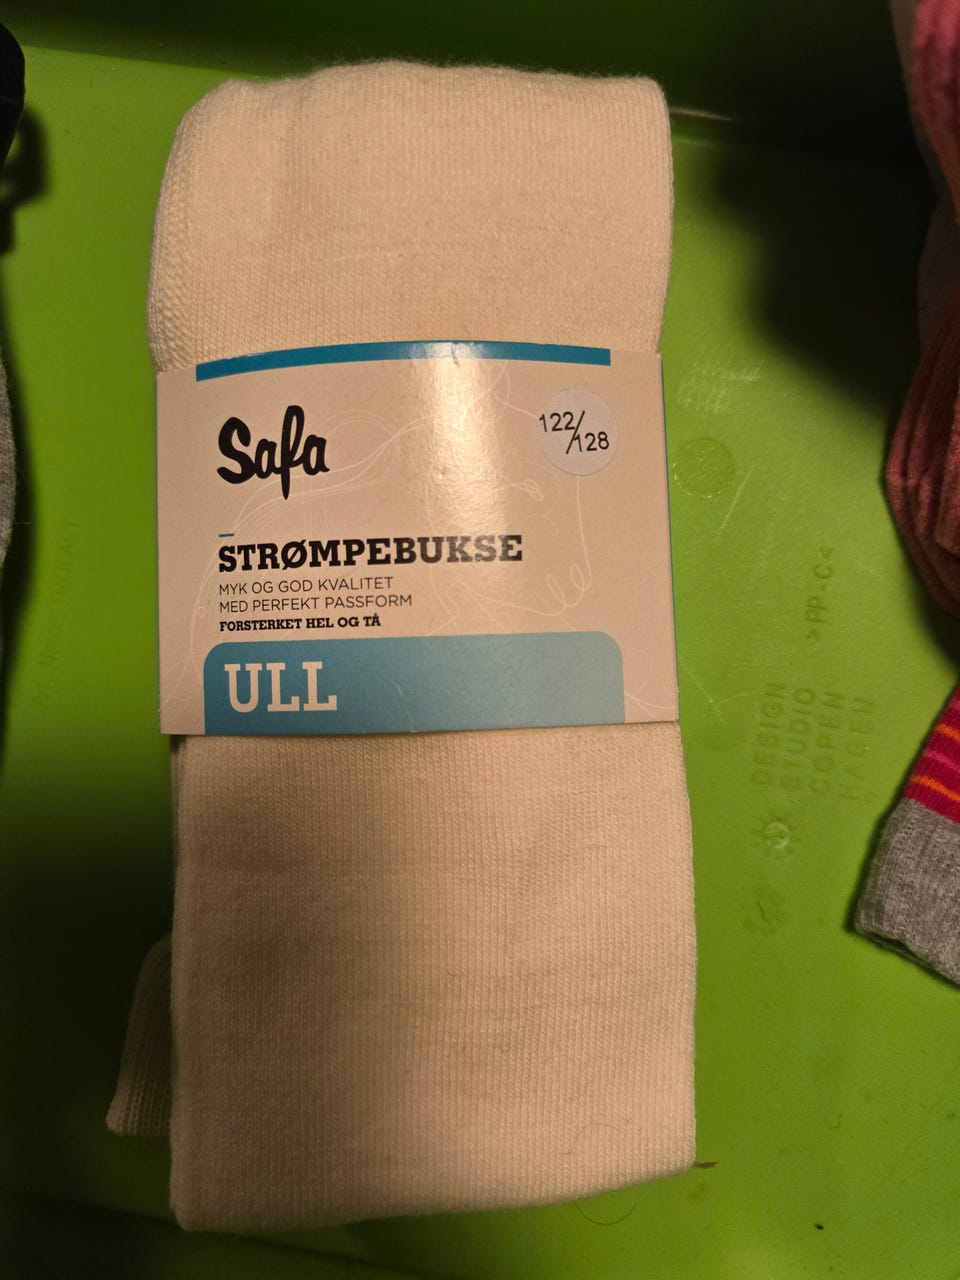 Safa
122/128
STRØMPEBUKSE
MYK OG GOD KVALITET
MED PERFEKT PASSFORM
FORSTERKET HEL OG TÅ
ULL
>PP-C<
DESIGN
STUDIO
COPEN
HAGEN